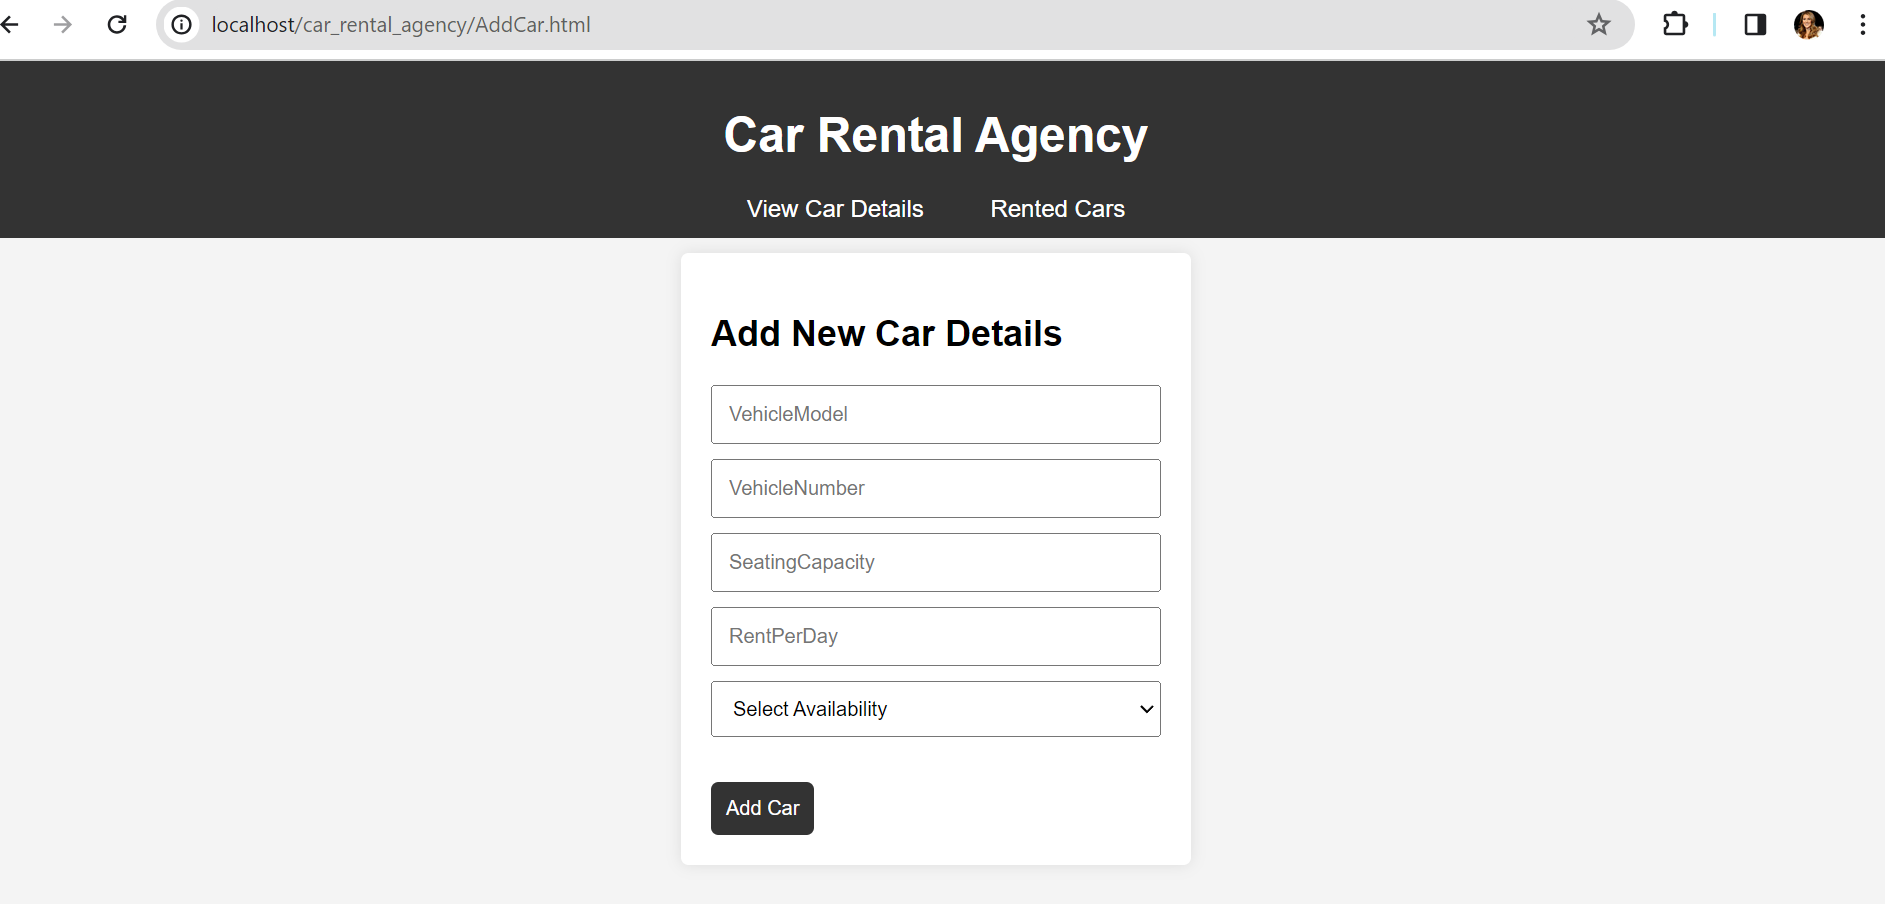 localhost/car_rental_agency/AddCar.html
Car Rental Agency
View Car Details Rented Cars
Add New Car Details
VehicleModel
VehicleNumber
SeatingCapacity
RentPerDay
Select Availability
Add Car